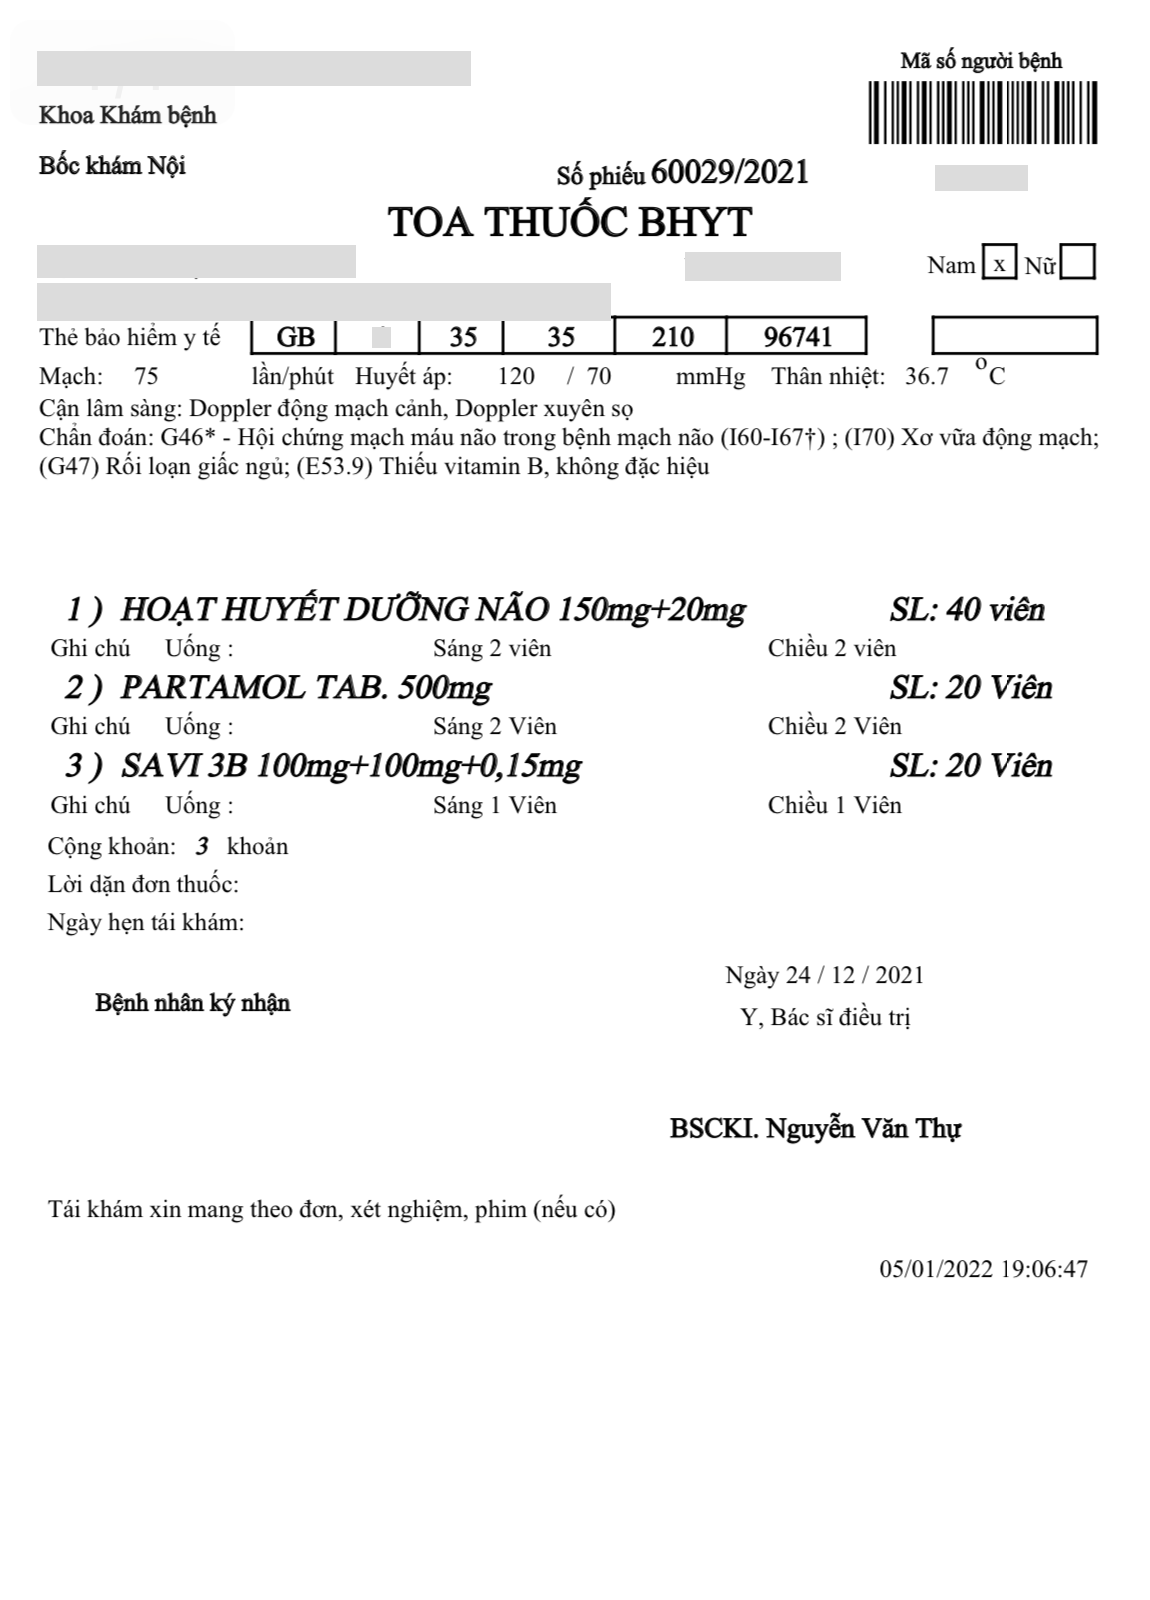 Mã số người bệnh
Khoa Khám bệnh
Bốc khám Nội
Số phiếu 60029/2021
TOA THUỐC BHYT
Nam x Nữ
Thẻ bảo hiểm y tế GB 35 35 210 96741
Mạch: 75 lần/phút Huyết áp: 120 / 70 mmHg Thân nhiệt: 36.7 °C
Cận lâm sàng: Doppler động mạch cảnh, Doppler xuyên sọ
Chẩn đoán: G46* - Hội chứng mạch máu não trong bệnh mạch não (I60-I67†) ; (I70) Xơ vữa động mạch;
(G47) Rối loạn giấc ngủ; (E53.9) Thiếu vitamin B, không đặc hiệu
1 ) HOẠT HUYẾT DƯỠNG NÃO 150mg+20mg SL: 40 viên
Ghi chú Uống : Sáng 2 viên Chiều 2 viên
2 ) PARTAMOL TAB. 500mg SL: 20 Viên
Ghi chú Uống : Sáng 2 Viên Chiều 2 Viên
3 ) SAVI 3B 100mg+100mg+0,15mg SL: 20 Viên
Ghi chú Uống : Sáng 1 Viên Chiều 1 Viên
Cộng khoản: 3 khoản
Lời dặn đơn thuốc:
Ngày hẹn tái khám:
Ngày 24 / 12 / 2021
Bệnh nhân ký nhận
Y, Bác sĩ điều trị
BSCKI. Nguyễn Văn Thự
Tái khám xin mang theo đơn, xét nghiệm, phim (nếu có)
05/01/2022 19:06:47